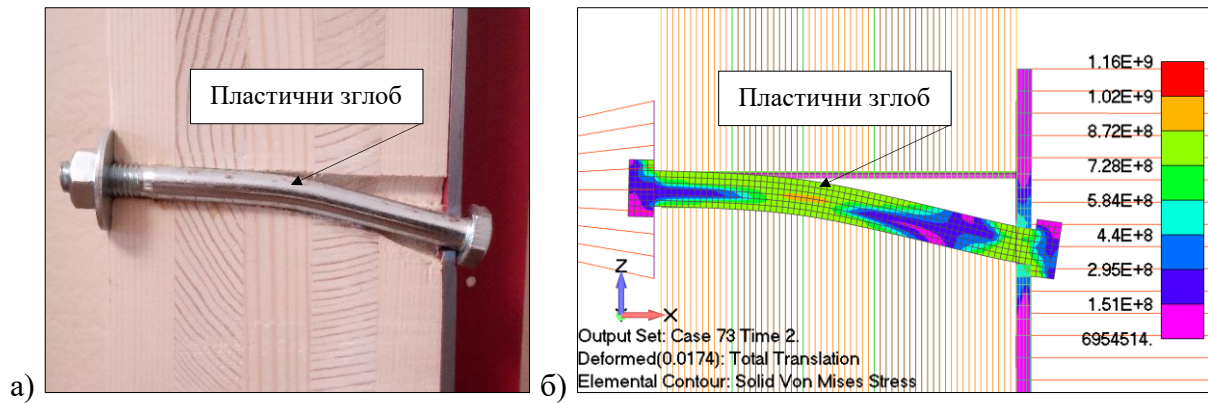 Пластични зглоб
Пластични зглоб
1.16E+9
1.02E+9
8.72E+8
7.28E+8
5.84E+8
4.4E+8
2.95E+8
1.51E+8
6954514.
Z
X
Output Set: Case 73 Time 2.
Deformed(0.0174): Total Translation
Elemental Contour: Solid Von Mises Stress
а)
б)